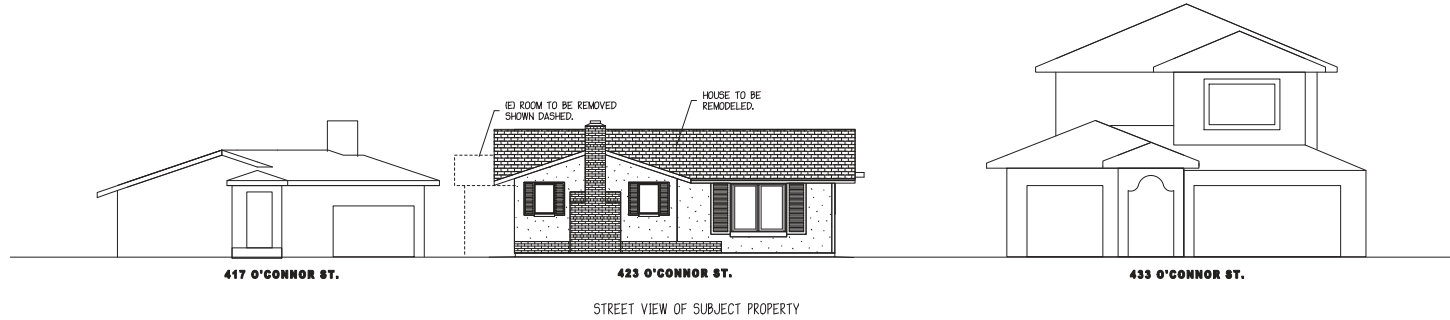 (E) ROOM TO BE REMOVED
SHOWN DASHED.
HOUSE TO BE
REMODELED.
417 O'CONNOR ST.
423 O'CONNOR ST.
433 O'CONNOR ST.
STREET VIEW OF SUBJECT PROPERTY